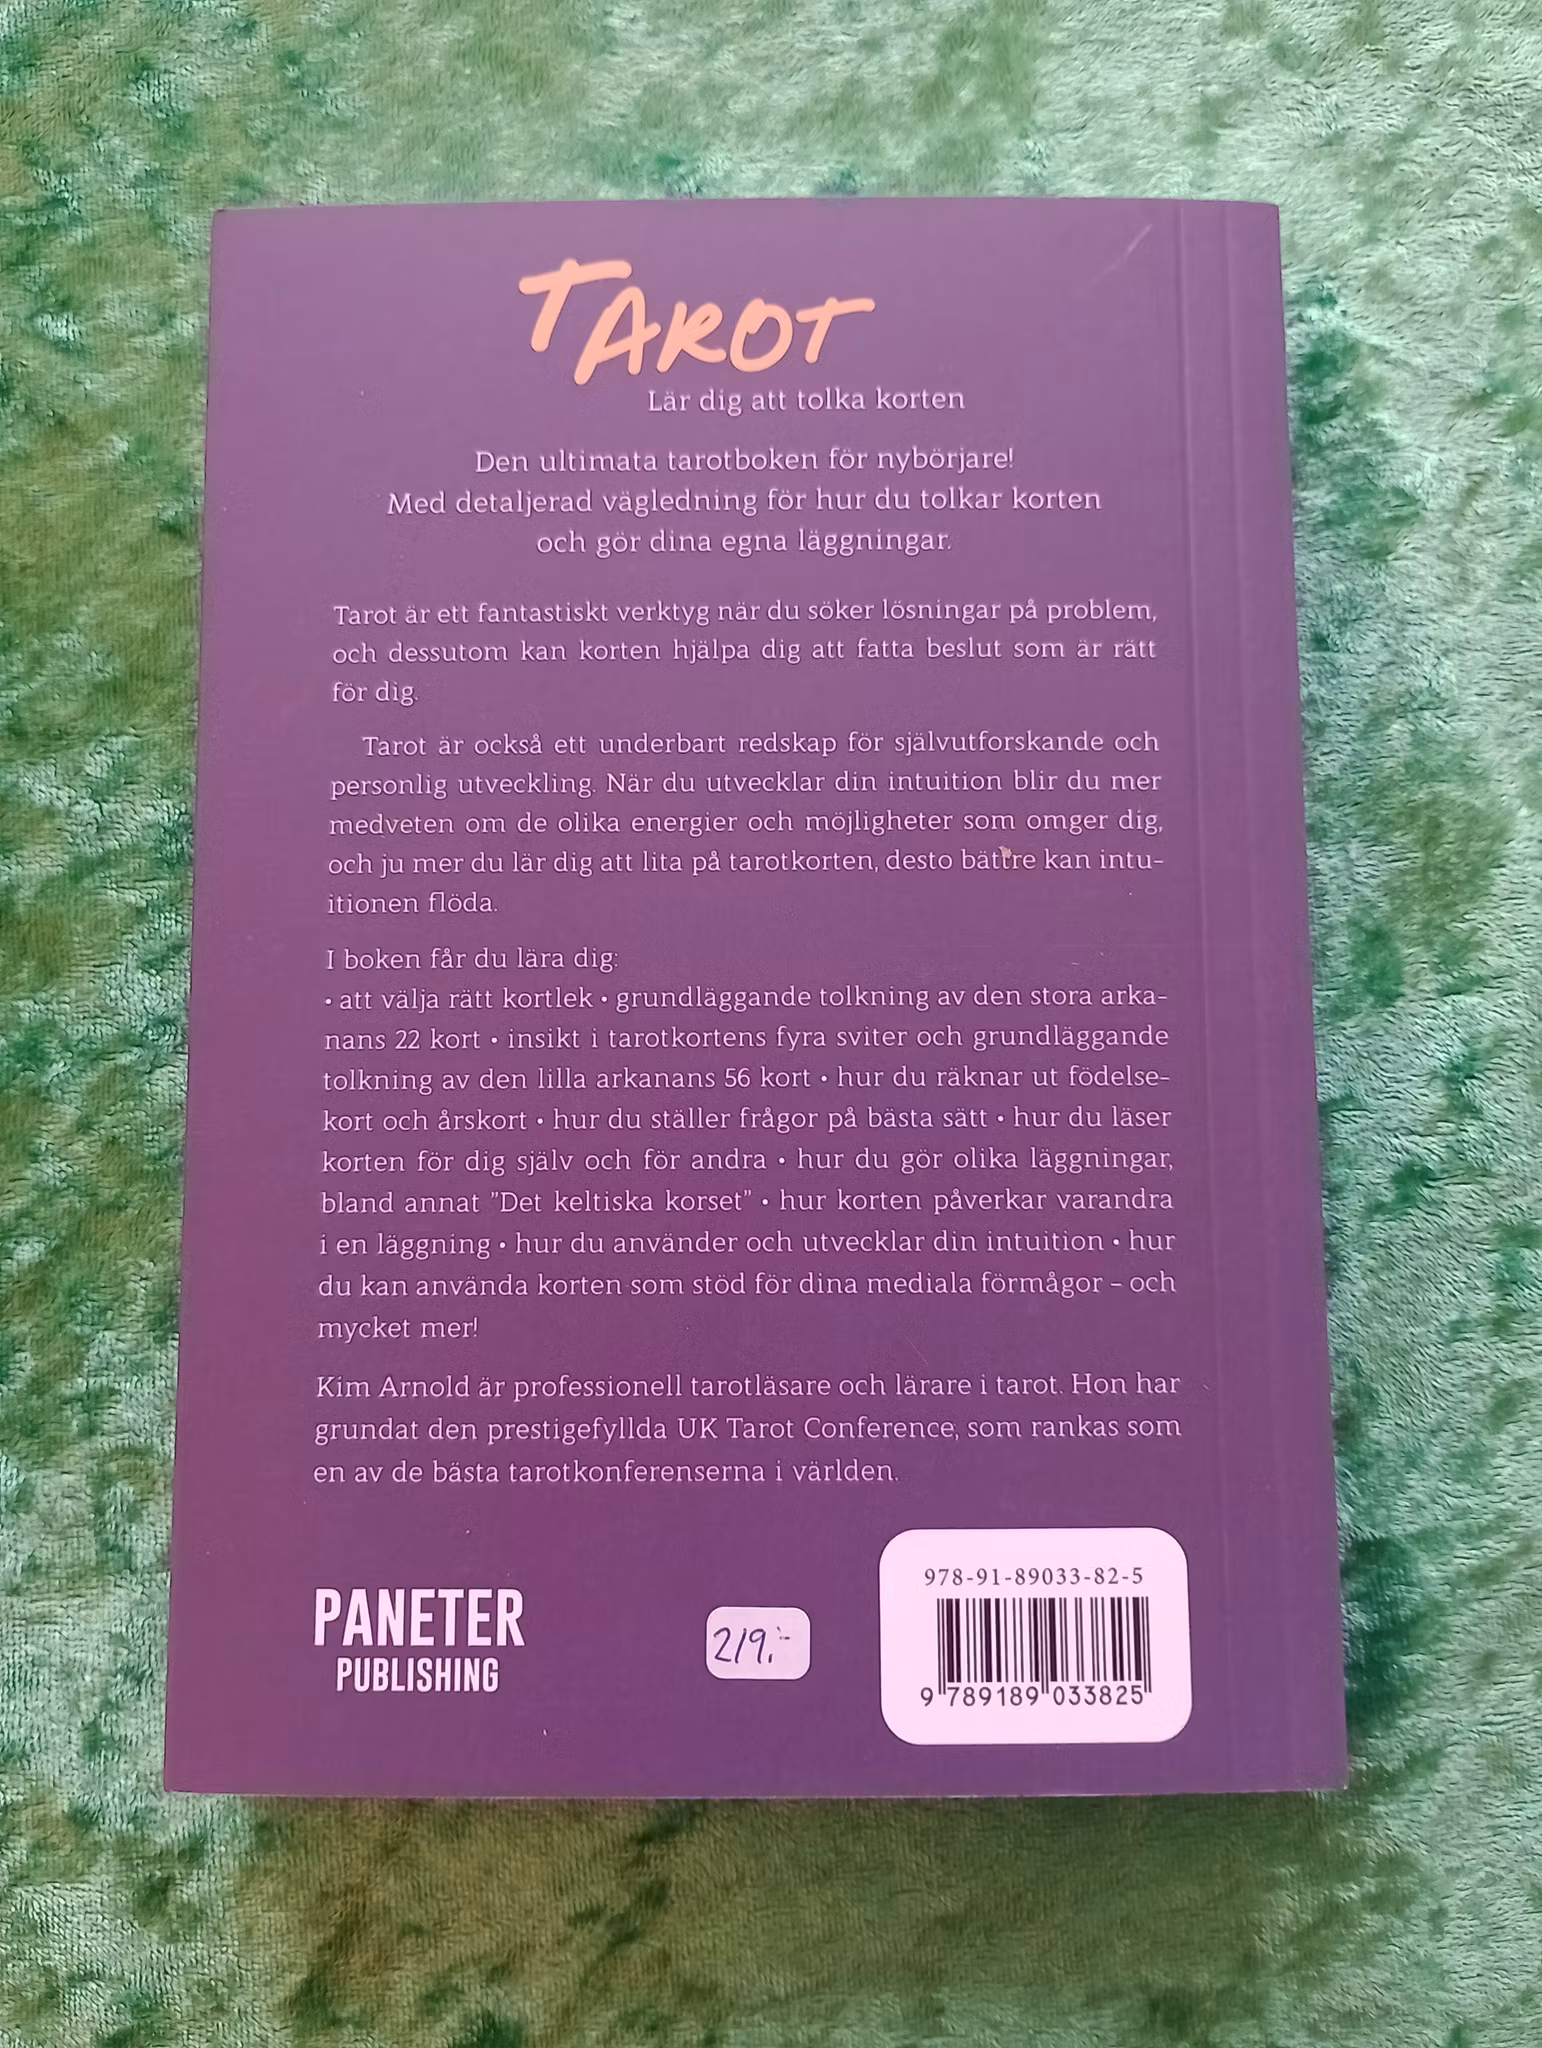 TAROT
Lär dig att tolka korten
Den ultimata tarotboken för nybörjare!
Med detaljerad vägledning för hur du tolkar korten
och gör dina egna läggningar.
Tarot är ett fantastiskt verktyg när du söker lösningar på problem,
och dessutom kan korten hjälpa dig att fatta beslut som är rätt
för dig.
Tarot är också ett underbart redskap för självutforskande och
personlig utveckling. När du utvecklar din intuition blir du mer
medveten om de olika energier och möjligheter som omger dig,
och ju mer du lär dig att lita på tarotkorten, desto bättre kan intu-
itionen flöda.
I boken får du lära dig:
• att välja rätt kortlek • grundläggande tolkning av den stora arka-
nans 22 kort • insikt i tarotkortens fyra sviter och grundläggande
tolkning av den lilla arkanans 56 kort • hur du räknar ut födelse-
kort och årskort • hur du ställer frågor på bästa sätt • hur du läser
korten för dig själv och för andra • hur du gör olika läggningar,
bland annat ”Det keltiska korset” • hur korten påverkar varandra
i en läggning • hur du använder och utvecklar din intuition • hur
du kan använda korten som stöd för dina mediala förmågor – och
mycket mer!
Kim Arnold är professionell tarotläsare och lärare i tarot. Hon har
grundat den prestigefyllda UK Tarot Conference, som rankas som
en av de bästa tarotkonferenserna i världen.
PANETER
PUBLISHING
219.:-
978-91-89033-82-5
9 789189 033825